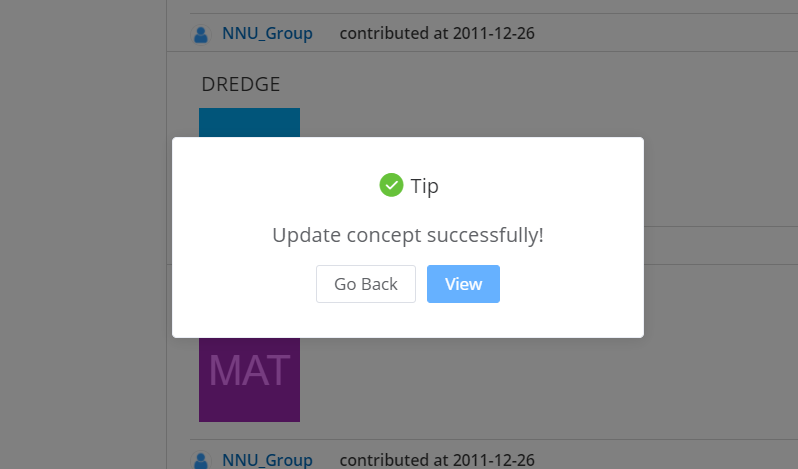 NNU_Group contributed at 2011-12-26
DREDGE
Tip
Update concept successfully!
Go Back View
MAT
NNU_Group contributed at 2011-12-26